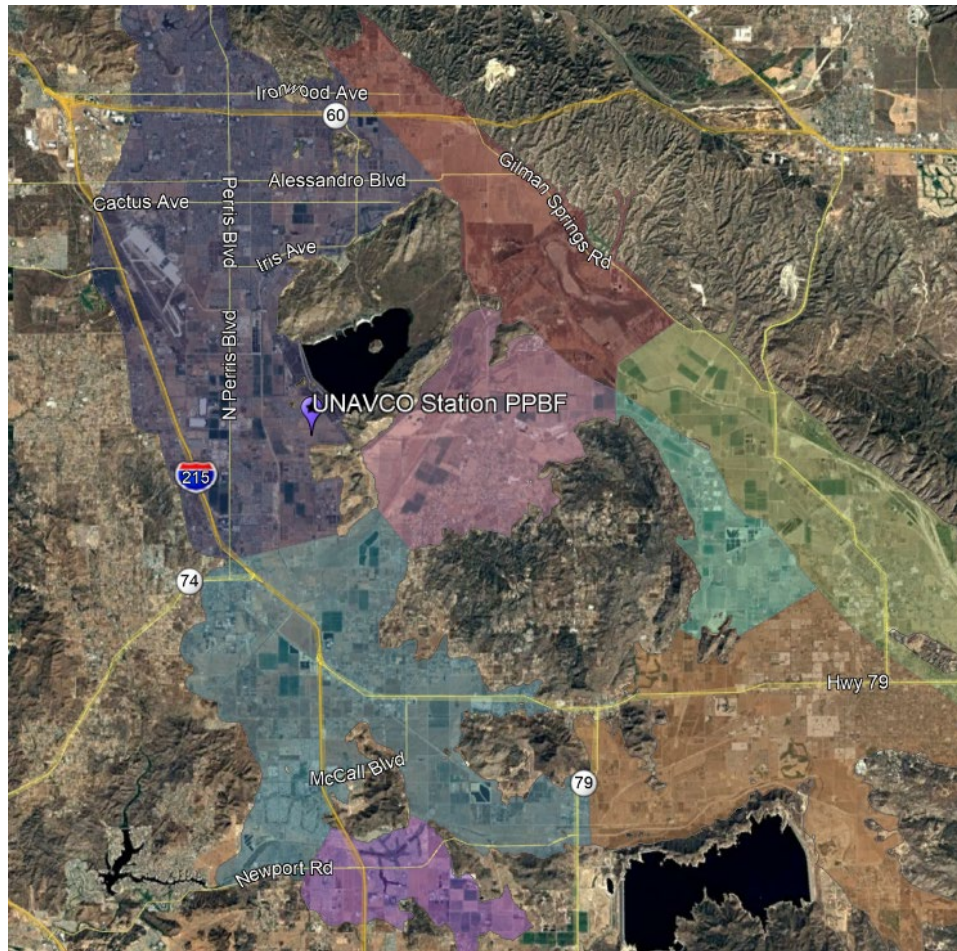 Ironwood Ave
60
Gilman Springs Rd
Alessandro Blvd
Cactus Ave
Perris Blvd
Iris Ave
N Perris Blvd
UNAVCO Station PPBF
215
74
Hwy 79
McCall Blvd
79
Newport Rd